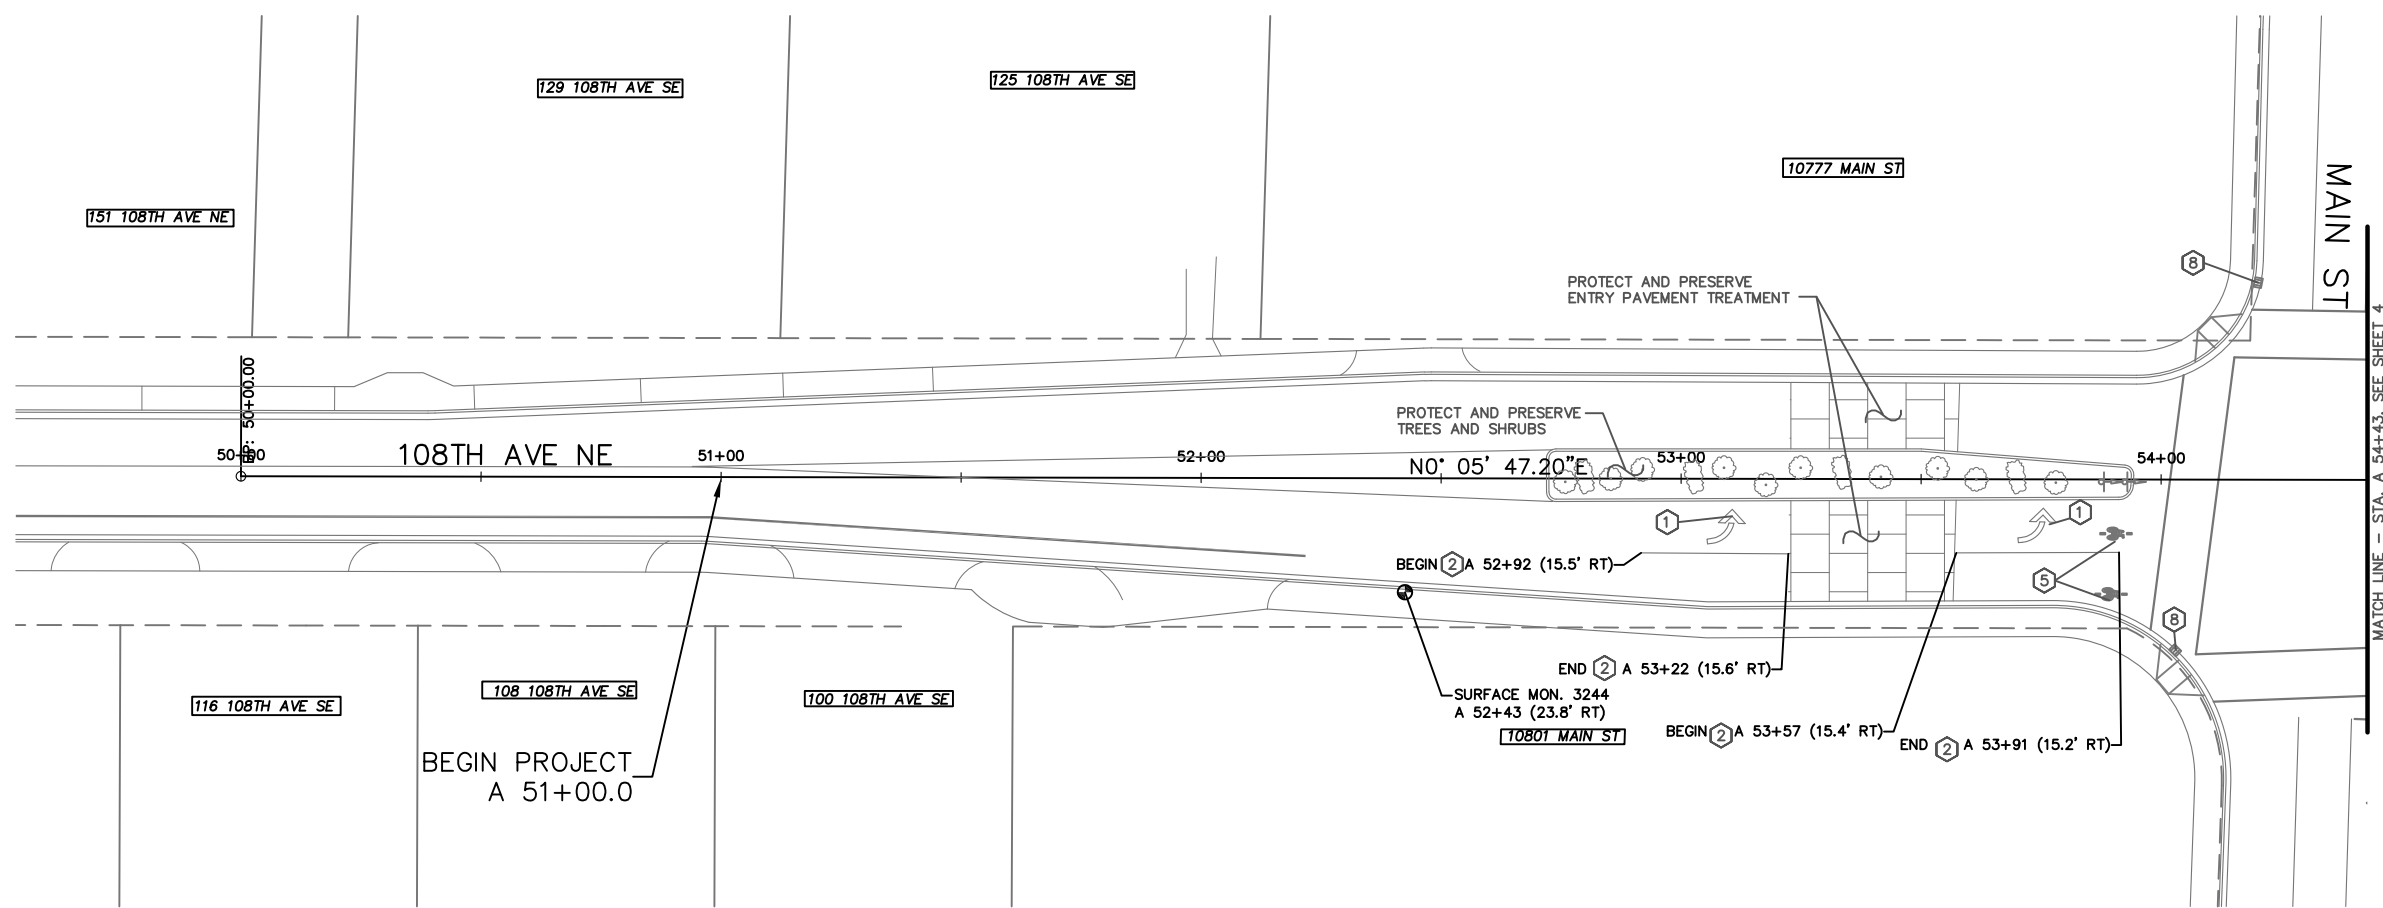 125 108TH AVE SE
129 108TH AVE SE
10777 MAIN ST
MAIN ST
151 108TH AVE NE
8
PROTECT AND PRESERVE
ENTRY PAVEMENT TREATMENT
MATCH LINE - STA. A 54+43, SEE SHEET 4
50+00.00
PROTECT AND PRESERVE
TREES AND SHRUBS
50+00
108TH AVE NE
51+00
52+00
N0° 05' 47.20"E
53+00
54+00
1
1
BEGIN 2 A 52+92 (15.5' RT)
5
8
END 2 A 53+22 (15.6' RT)
116 108TH AVE SE
108 108TH AVE SE
100 108TH AVE SE
SURFACE MON. 3244
A 52+43 (23.8' RT)
10801 MAIN ST
BEGIN 2 A 53+57 (15.4' RT)
END 2 A 53+91 (15.2' RT)
BEGIN PROJECT
A 51+00.0